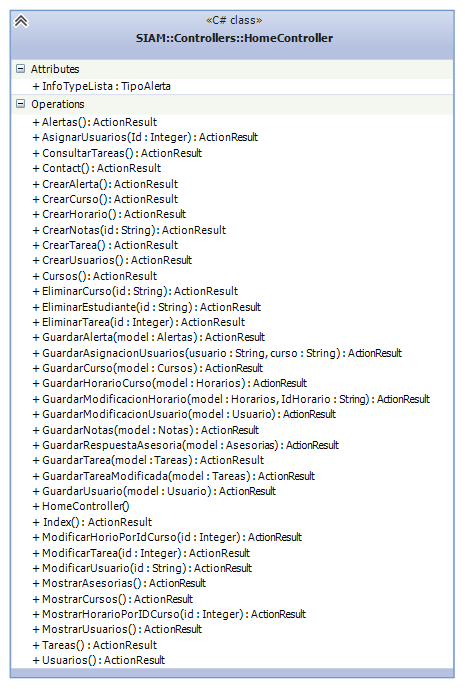 «C# class»
SIAM::Controllers::HomeController
Attributes
+ InfoTypeLista : TipoAlerta
Operations
+ Alertas() : ActionResult
+ AsignarUsuarios(Id : Integer) : ActionResult
+ ConsultarTareas() : ActionResult
+ Contact() : ActionResult
+ CrearAlerta() : ActionResult
+ CrearCurso() : ActionResult
+ CrearHorario() : ActionResult
+ CrearNotas(id : String) : ActionResult
+ CrearTarea() : ActionResult
+ CrearUsuarios() : ActionResult
+ Cursos() : ActionResult
+ EliminarCurso(id : String) : ActionResult
+ EliminarEstudiante(id : String) : ActionResult
+ EliminarTarea(id : Integer) : ActionResult
+ GuardarAlerta(model : Alertas) : ActionResult
+ GuardarAsignacionUsuarios(usuario : String, curso : String) : ActionResult
+ GuardarCurso(model : Cursos) : ActionResult
+ GuardarHorarioCurso(model : Horarios) : ActionResult
+ GuardarModificacionHorario(model : Horarios, IdHorario : String) : ActionResult
+ GuardarModificacionUsuario(model : Usuario) : ActionResult
+ GuardarNotas(model : Notas) : ActionResult
+ GuardarRespuestaAsesoria(model : Asesorias) : ActionResult
+ GuardarTarea(model : Tareas) : ActionResult
+ GuardarTareaModificada(model : Tareas) : ActionResult
+ GuardarUsuario(model : Usuario) : ActionResult
+ HomeController()
+ Index() : ActionResult
+ ModificarHorioPorIdCurso(id : Integer) : ActionResult
+ ModificarTarea(id : Integer) : ActionResult
+ ModificarUsuario(id : String) : ActionResult
+ MostrarAsesorias() : ActionResult
+ MostrarCursos() : ActionResult
+ MostrarHorarioPorIDCurso(id : Integer) : ActionResult
+ MostrarUsuarios() : ActionResult
+ Tareas() : ActionResult
+ Usuarios() : ActionResult